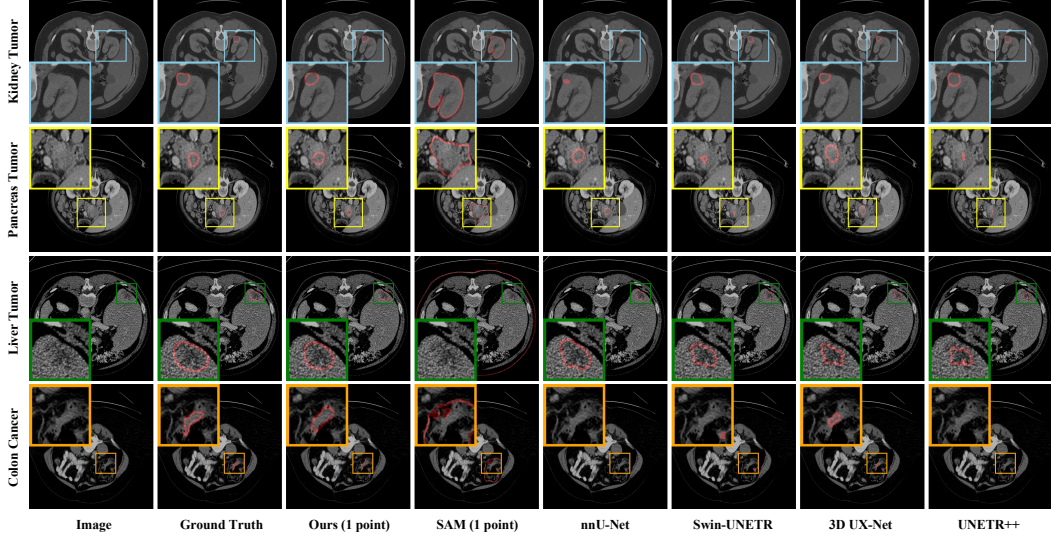 Kidney Tumor
Pancreas Tumor
Liver Tumor
Colon Cancer
Image Ground Truth Ours (1 point) SAM (1 point) nnU-Net Swin-UNETR 3D UX-Net UNETR++